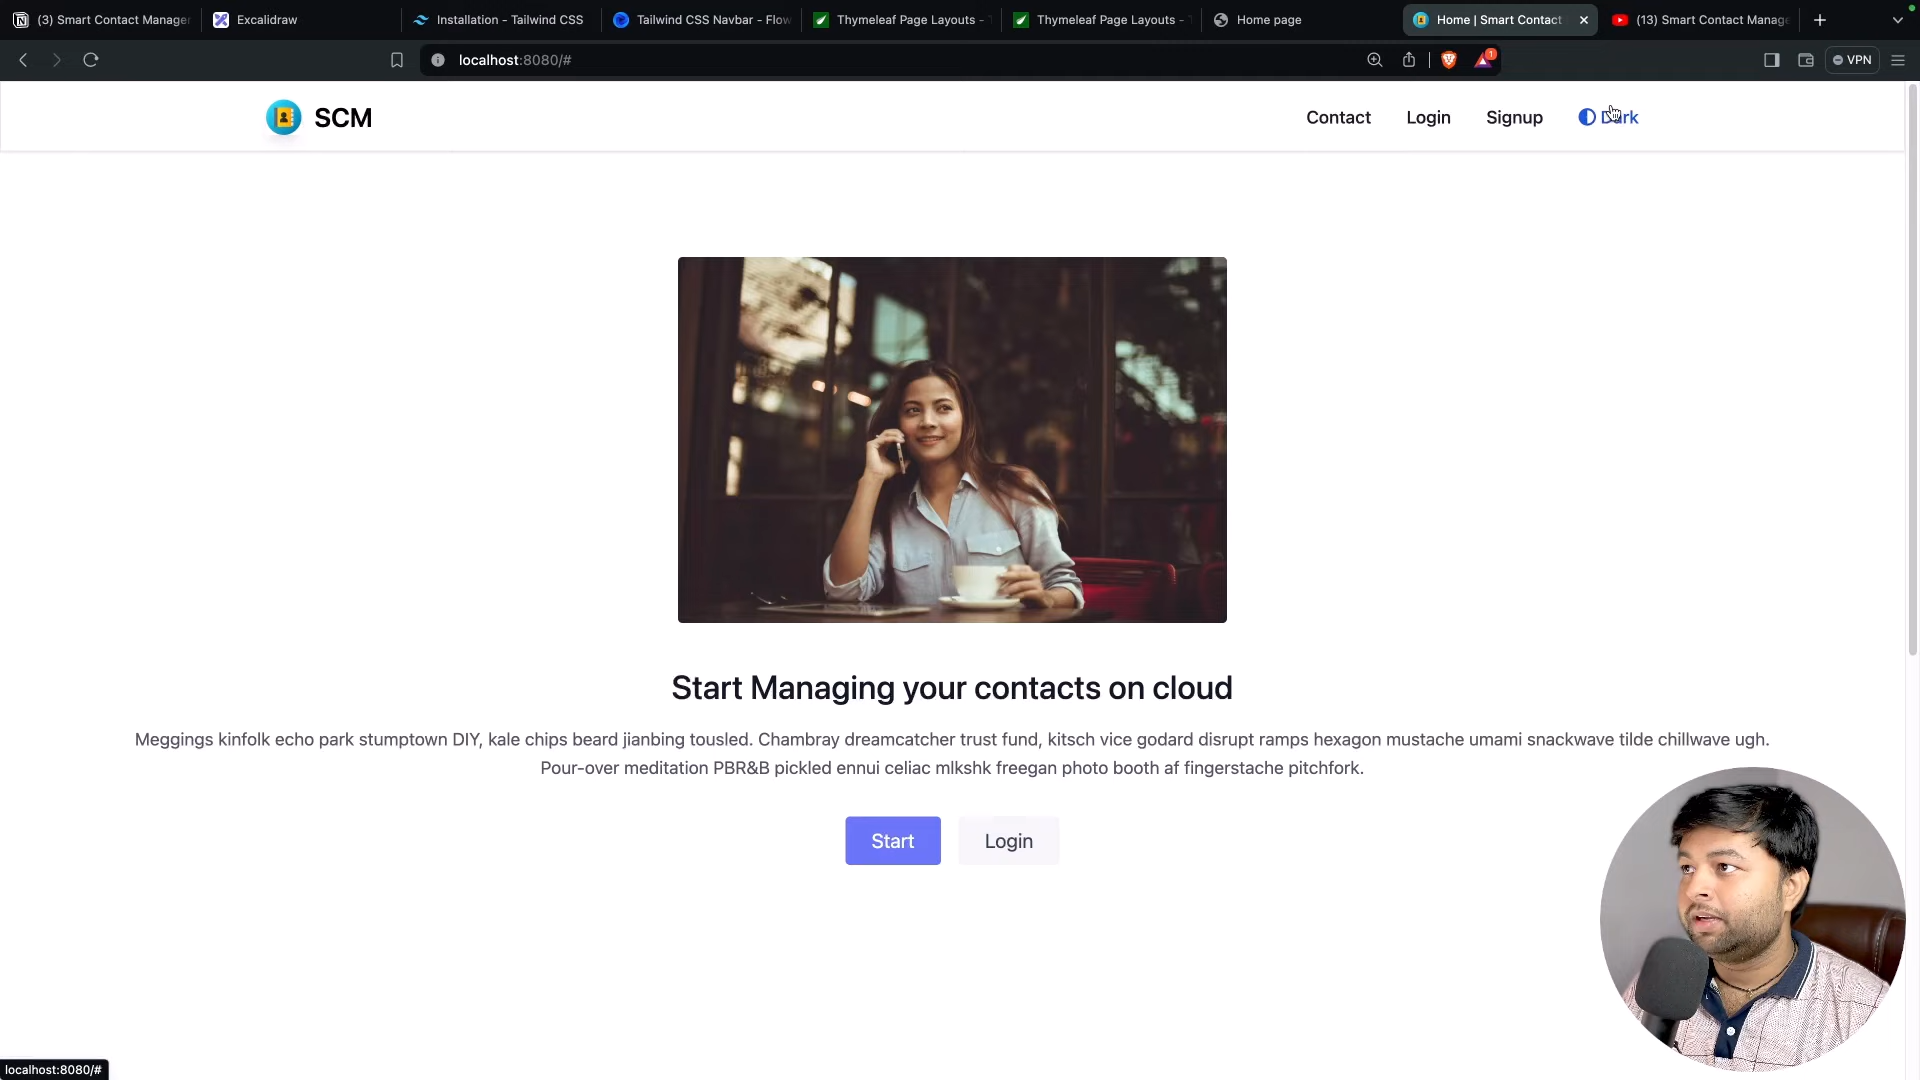 (3) Smart Contact Manager
Excalidraw
Installation - Tailwind CSS
Tailwind CSS Navbar - Flow
Thymeleaf Page Layouts -
Thymeleaf Page Layouts -
Home page
Home | Smart Contact
(13) Smart Contact Manage
localhost:8080/#
1
VPN
SCM
Contact
Login
Signup
Dark
Start Managing your contacts on cloud
Meggings kinfolk echo park stumptown DIY, kale chips beard jianbing tousled. Chambray dreamcatcher trust fund, kitsch vice godard disrupt ramps hexagon mustache umami snackwave tilde chillwave ugh.
Pour-over meditation PBR&B pickled ennui celiac mlkshk freegan photo booth af fingerstache pitchfork.
Start
Login
localhost:8080/#